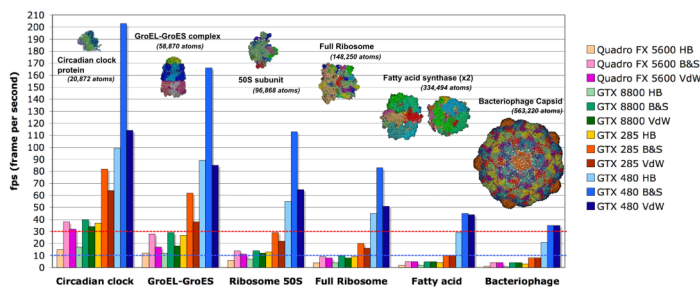 fps (frame per second)
210
200
190
180
170
160
150
140
130
120
110
100
90
80
70
60
50
40
30
20
10
0
Circadian clock
protein
(20,872 atoms)
GroEL-GroES complex
(58,870 atoms)
50S subunit
(96,868 atoms)
Full Ribosome
(148,250 atoms)
Fatty acid synthase (x2)
(334,494 atoms)
Bacteriophage Capsid
(563,220 atoms)
Circadian clock
GroEL-GroES
Ribosome 50S
Full Ribosome
Fatty acid
Bacteriophage
Quadro FX 5600 HB
Quadro FX 5600 B&S
Quadro FX 5600 VdW
GTX 8800 HB
GTX 8800 B&S
GTX 8800 VdW
GTX 285 HB
GTX 285 B&S
GTX 285 VdW
GTX 480 HB
GTX 480 B&S
GTX 480 VdW